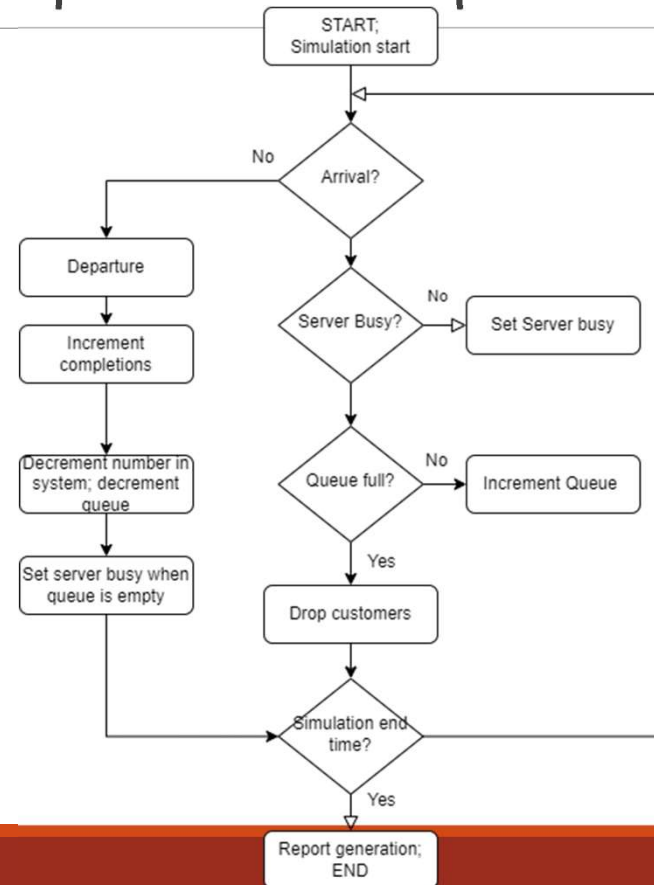 START;
Simulation start
No
Arrival?
Departure
No
Server Busy?
Set Server busy
Increment
completions
No
Decrement number in
system; decrement
queue
Queue full?
Increment Queue
Yes
Set server busy when
queue is empty
Drop customers
Simulation end
time?
Yes
Report generation;
END